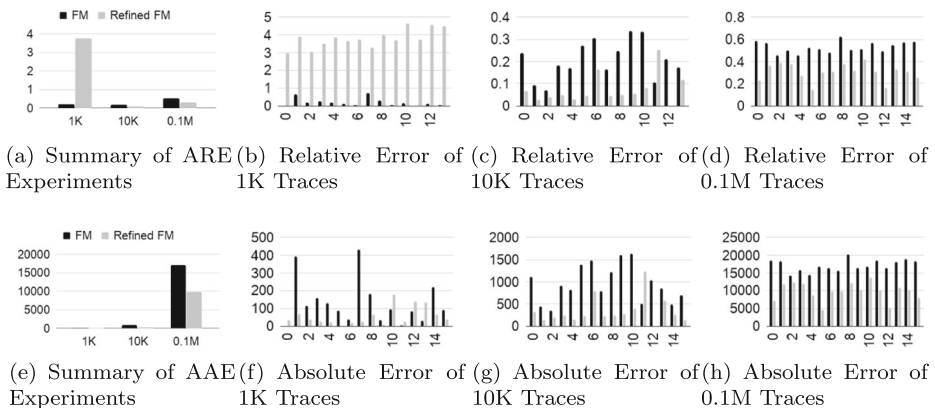 FM Refined FM
4
3
2
1
0
1K 10K 0.1M
5
4
3
2
1
0
0 2 4 6 8 10 12
0.4
0.3
0.2
0.1
0
0 2 4 6 8 10 12 14
0.8
0.6
0.4
0.2
0
0 2 4 6 8 10 12 14
(a) Summary of ARE Experiments
(b) Relative Error of 1K Traces
(c) Relative Error of 10K Traces
(d) Relative Error of 0.1M Traces
FM Refined FM
20000
15000
10000
5000
0
1K 10K 0.1M
500
400
300
200
100
0
0 2 4 6 8 10 12 14
2000
1500
1000
500
0
0 2 4 6 8 10 12 14
25000
20000
15000
10000
5000
0
0 2 4 6 8 10 12 14
(e) Summary of AAE Experiments
(f) Absolute Error of 1K Traces
(g) Absolute Error of 10K Traces
(h) Absolute Error of 0.1M Traces